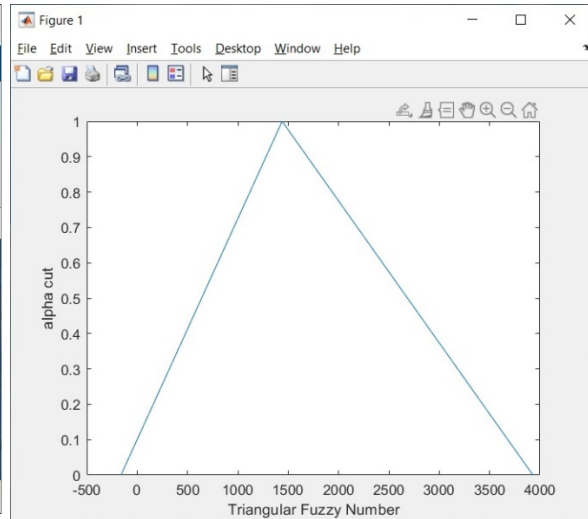 Figure 1
File Edit View Insert Tools Desktop Window Help
1
0.9
0.8
0.7
0.6
0.5
0.4
0.3
0.2
0.1
0
alpha cut
-500 0 500 1000 1500 2000 2500 3000 3500 4000
Triangular Fuzzy Number